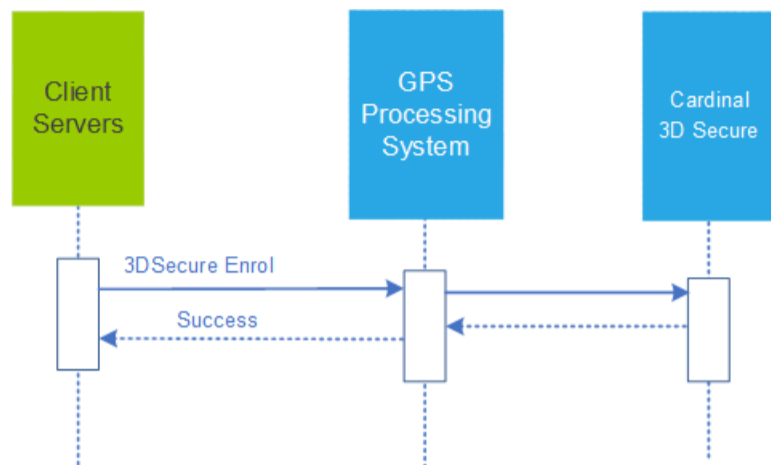 Client
Servers
GPS
Processing
System
Cardinal
3D Secure
3DSecure Enrol
Success